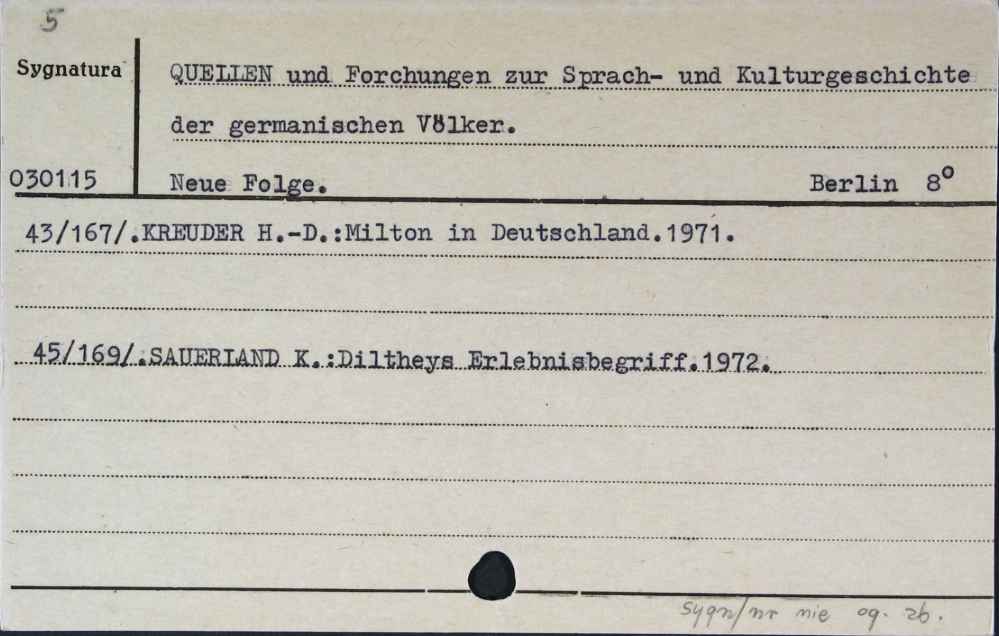 5
Sygnatura
QUELLEN und Forchungen zur Sprach- und Kulturgeschichte
der germanischen Völker.
030115
Neue Folge. Berlin 8°
43/167/.KREUDER H.-D.:Milton in Deutschland.1971.
45/169/.SAUERLAND K.:Diltheys Erlebnisbegriff.1972.
sygn/nr nie og. zb.